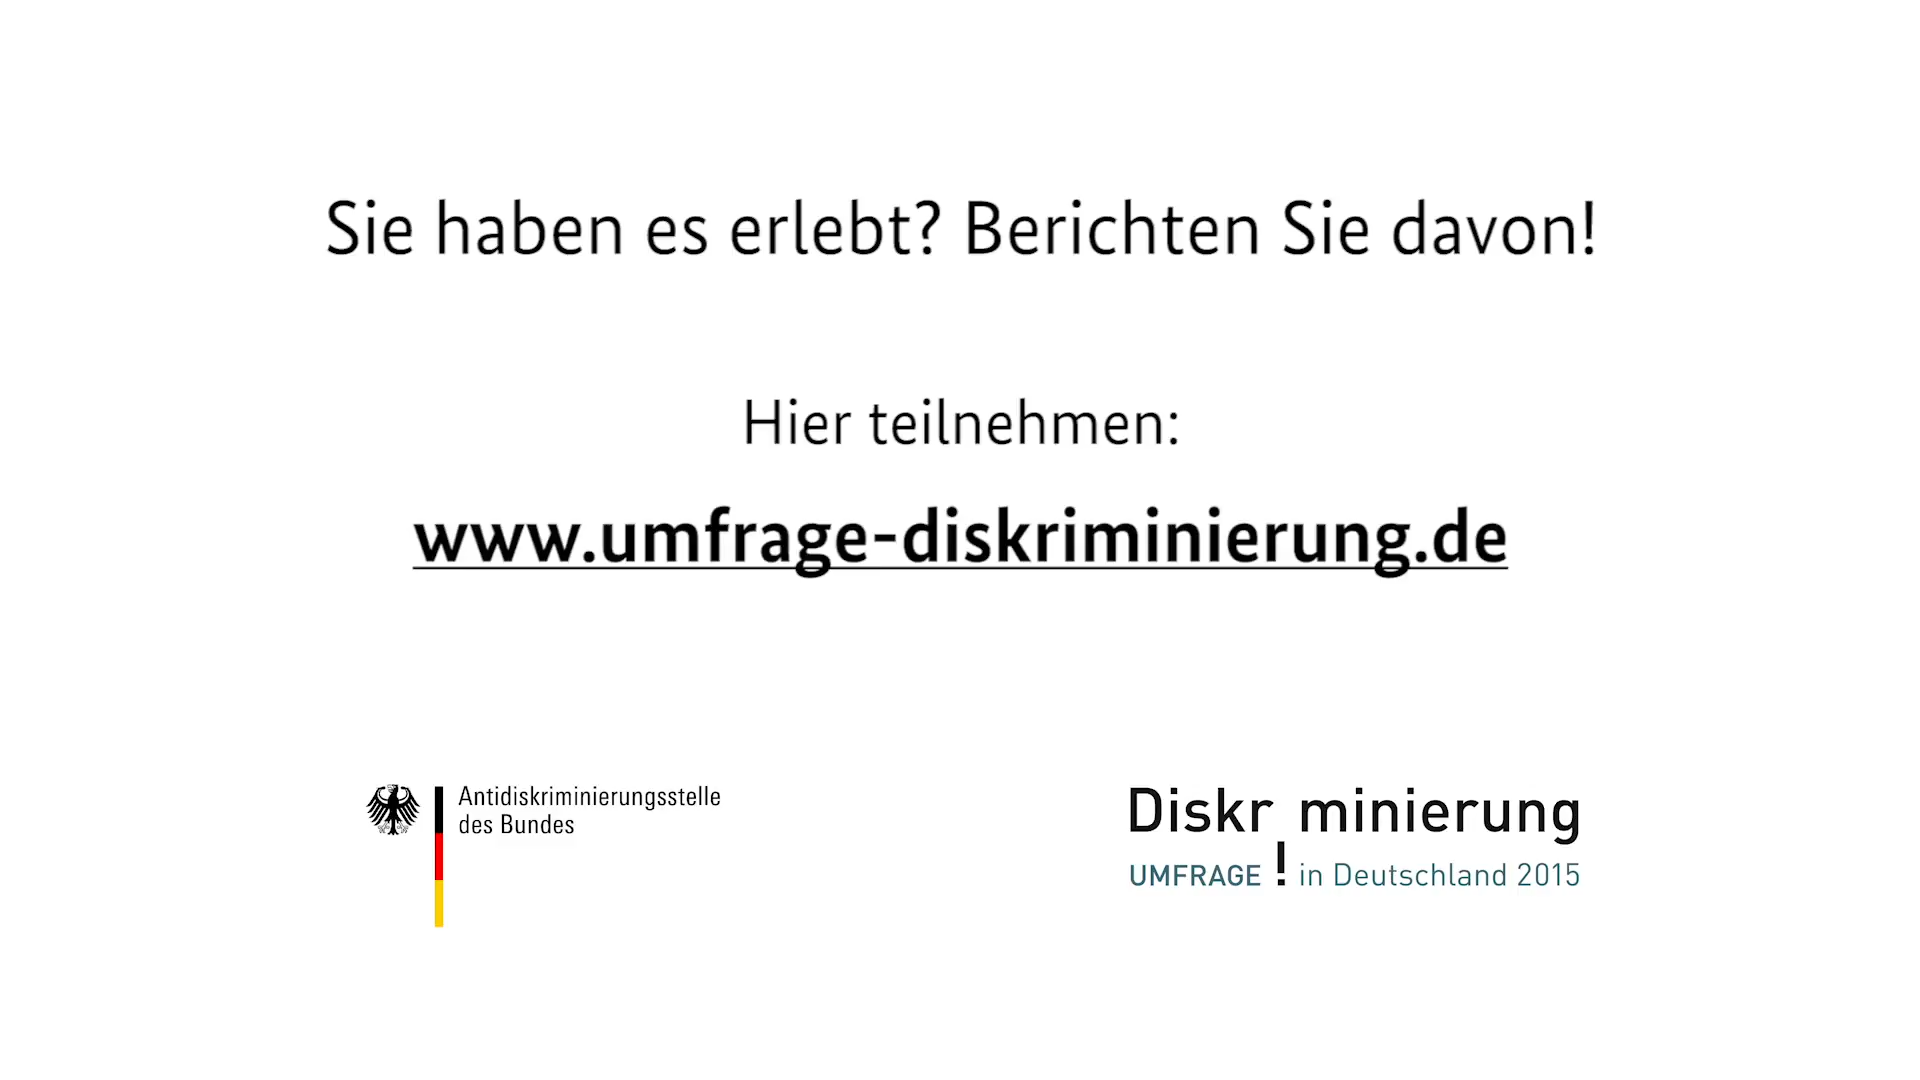 Sie haben es erlebt? Berichten Sie davon!
Hier teilnehmen:
www.umfrage-diskriminierung.de
Antidiskriminierungsstelle
des Bundes
Diskr minierung
UMFRAGE ! in Deutschland 2015